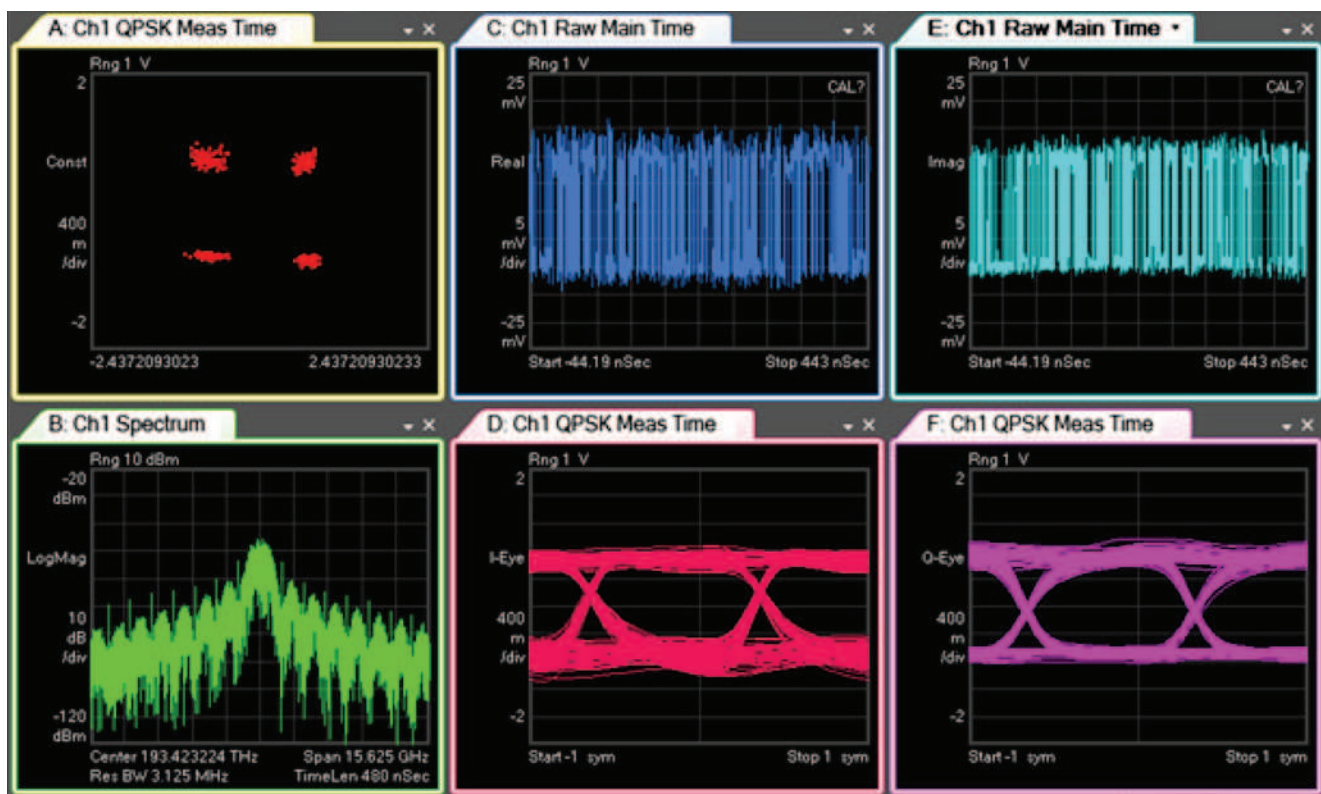 A: Ch1 QPSK Meas Time
Rng 1 V
2
Const
400
m
/div
-2
-2.43720930233
2.43720930233
C: Ch1 Raw Main Time
Rng 1 V
25
mV
CAL?
Real
5
mV
/div
-25
mV
Start -44.19 nSec
Stop 443 nSec
E: Ch1 Raw Main Time
Rng 1 V
25
mV
CAL?
Imag
5
mV
/div
-25
mV
Start -44.19 nSec
Stop 443 nSec
B: Ch1 Spectrum
Rng 10 dBm
-20
dBm
LogMag
10
dB
/div
-120
dBm
Center 193.423224 THz
Span 15.625 GHz
Res BW 3.125 MHz
TimeLen 480 nSec
D: Ch1 QPSK Meas Time
Rng 1 V
2
I-Eye
400
m
/div
-2
Start -1 sym
Stop 1 sym
F: Ch1 QPSK Meas Time
Rng 1 V
2
Q-Eye
400
m
/div
-2
Start -1 sym
Stop 1 sym